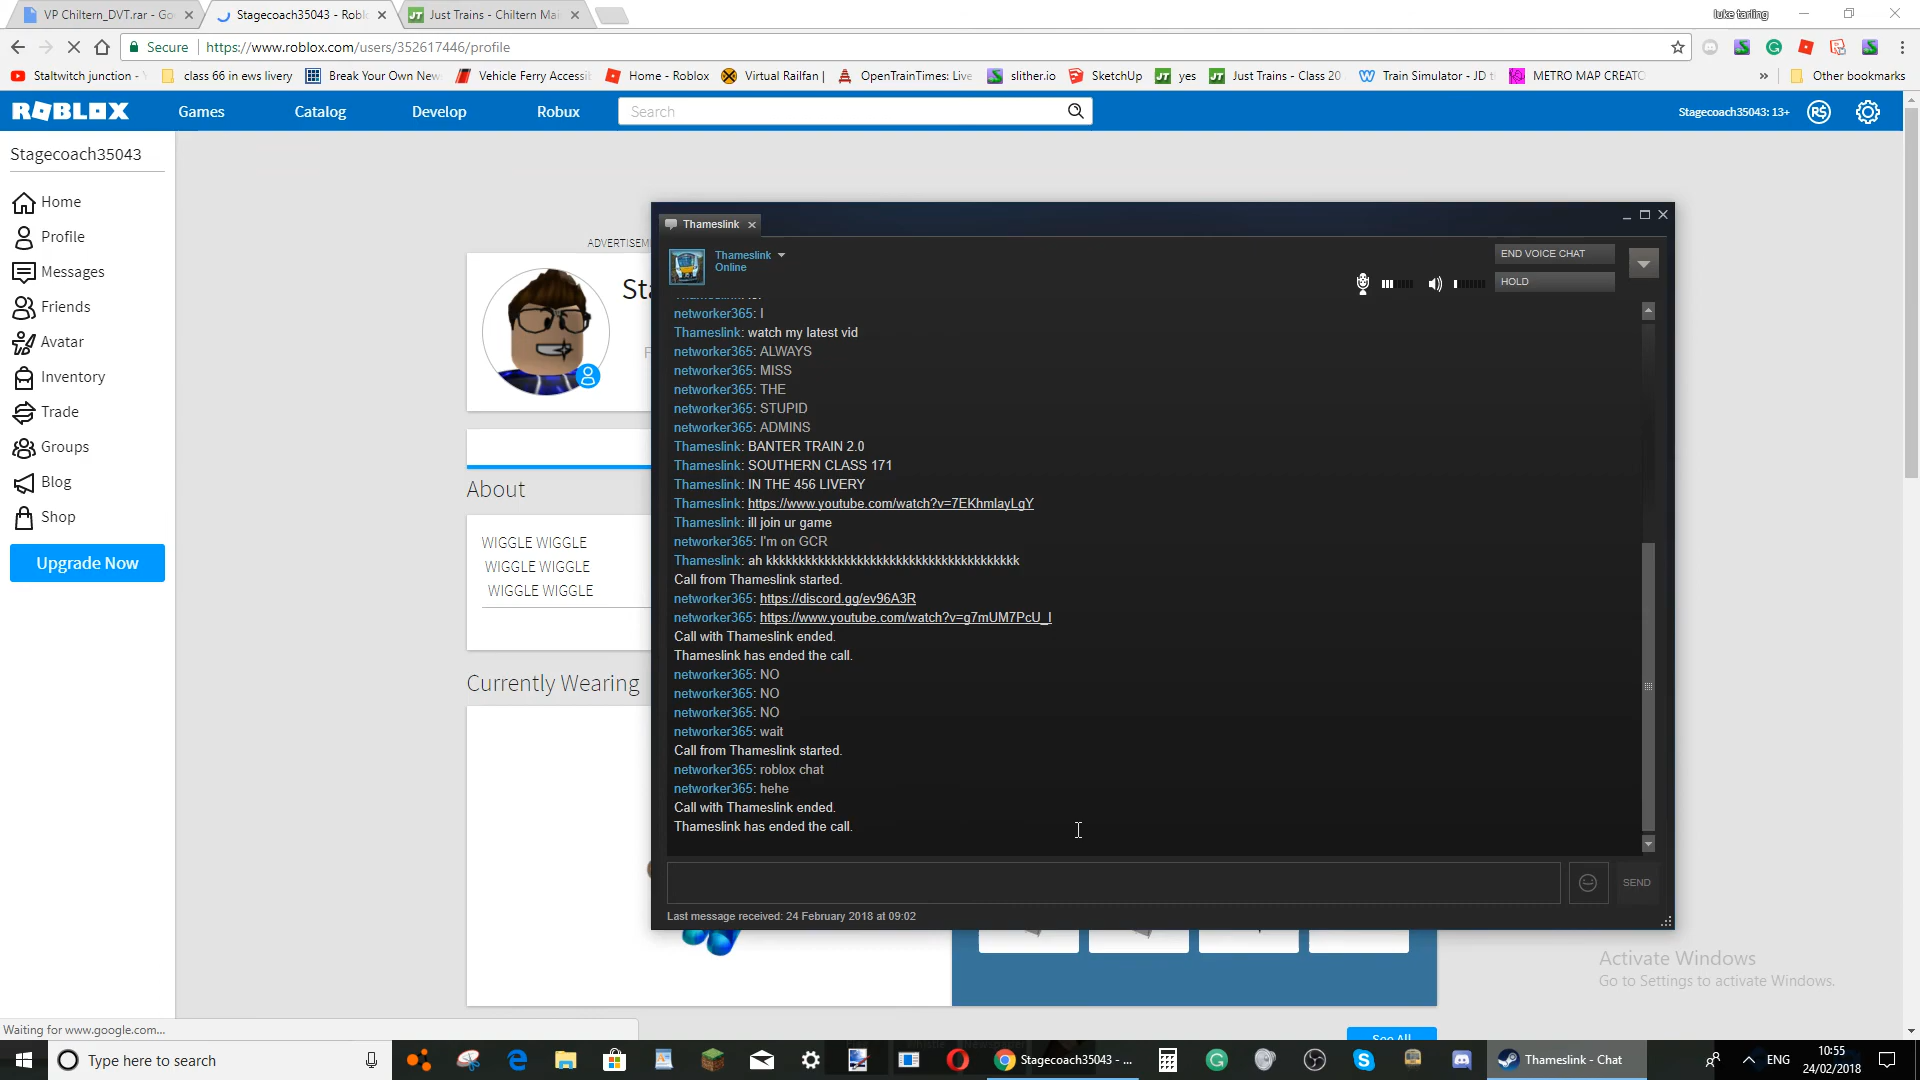 VP Chiltern_DVT.rar - Go
Stagecoach35043 - Robl
Just Trains - Chiltern Mai
luke tarling
Secure
https://www.roblox.com/users/352617446/profile
Staltwitch junction -
class 66 in ews livery
Break Your Own New
Vehicle Ferry Accessib
Home - Roblox
Virtual Railfan |
OpenTrainTimes: Live
slither.io
SketchUp
yes
Just Trains - Class 20
Train Simulator - JD t
METRO MAP CREATO
»
Other bookmarks
ROBLOX
Games
Catalog
Develop
Robux
Search
Stagecoach35043: 13+
R$
Stagecoach35043
Home
Profile
Messages
Friends
Avatar
Inventory
Trade
Groups
Blog
Shop
Upgrade Now
ADVERTISEM
Sta
About
WIGGLE WIGGLE
WIGGLE WIGGLE
WIGGLE WIGGLE
Currently Wearing
Thameslink
Thameslink
Online
END VOICE CHAT
HOLD
networker365: I
Thameslink: watch my latest vid
networker365: ALWAYS
networker365: MISS
networker365: THE
networker365: STUPID
networker365: ADMINS
Thameslink: BANTER TRAIN 2.0
Thameslink: SOUTHERN CLASS 171
Thameslink: IN THE 456 LIVERY
Thameslink: https://www.youtube.com/watch?v=7EKhmlayLgY
Thameslink: ill join ur game
networker365: I'm on GCR
Thameslink: ah kkkkkkkkkkkkkkkkkkkkkkkkkkkkkkkkkkkkkkk
Call from Thameslink started.
networker365: https://discord.gg/ev96A3R
networker365: https://www.youtube.com/watch?v=g7mUM7PcU_I
Call with Thameslink ended.
Thameslink has ended the call.
networker365: NO
networker365: NO
networker365: NO
networker365: wait
Call from Thameslink started.
networker365: roblox chat
networker365: hehe
Call with Thameslink ended.
Thameslink has ended the call.
SEND
Last message received: 24 February 2018 at 09:02
Activate Windows
Go to Settings to activate Windows.
See All
Waiting for www.google.com...
Type here to search
Stagecoach35043 - ...
Thameslink - Chat
ENG
10:55
24/02/2018